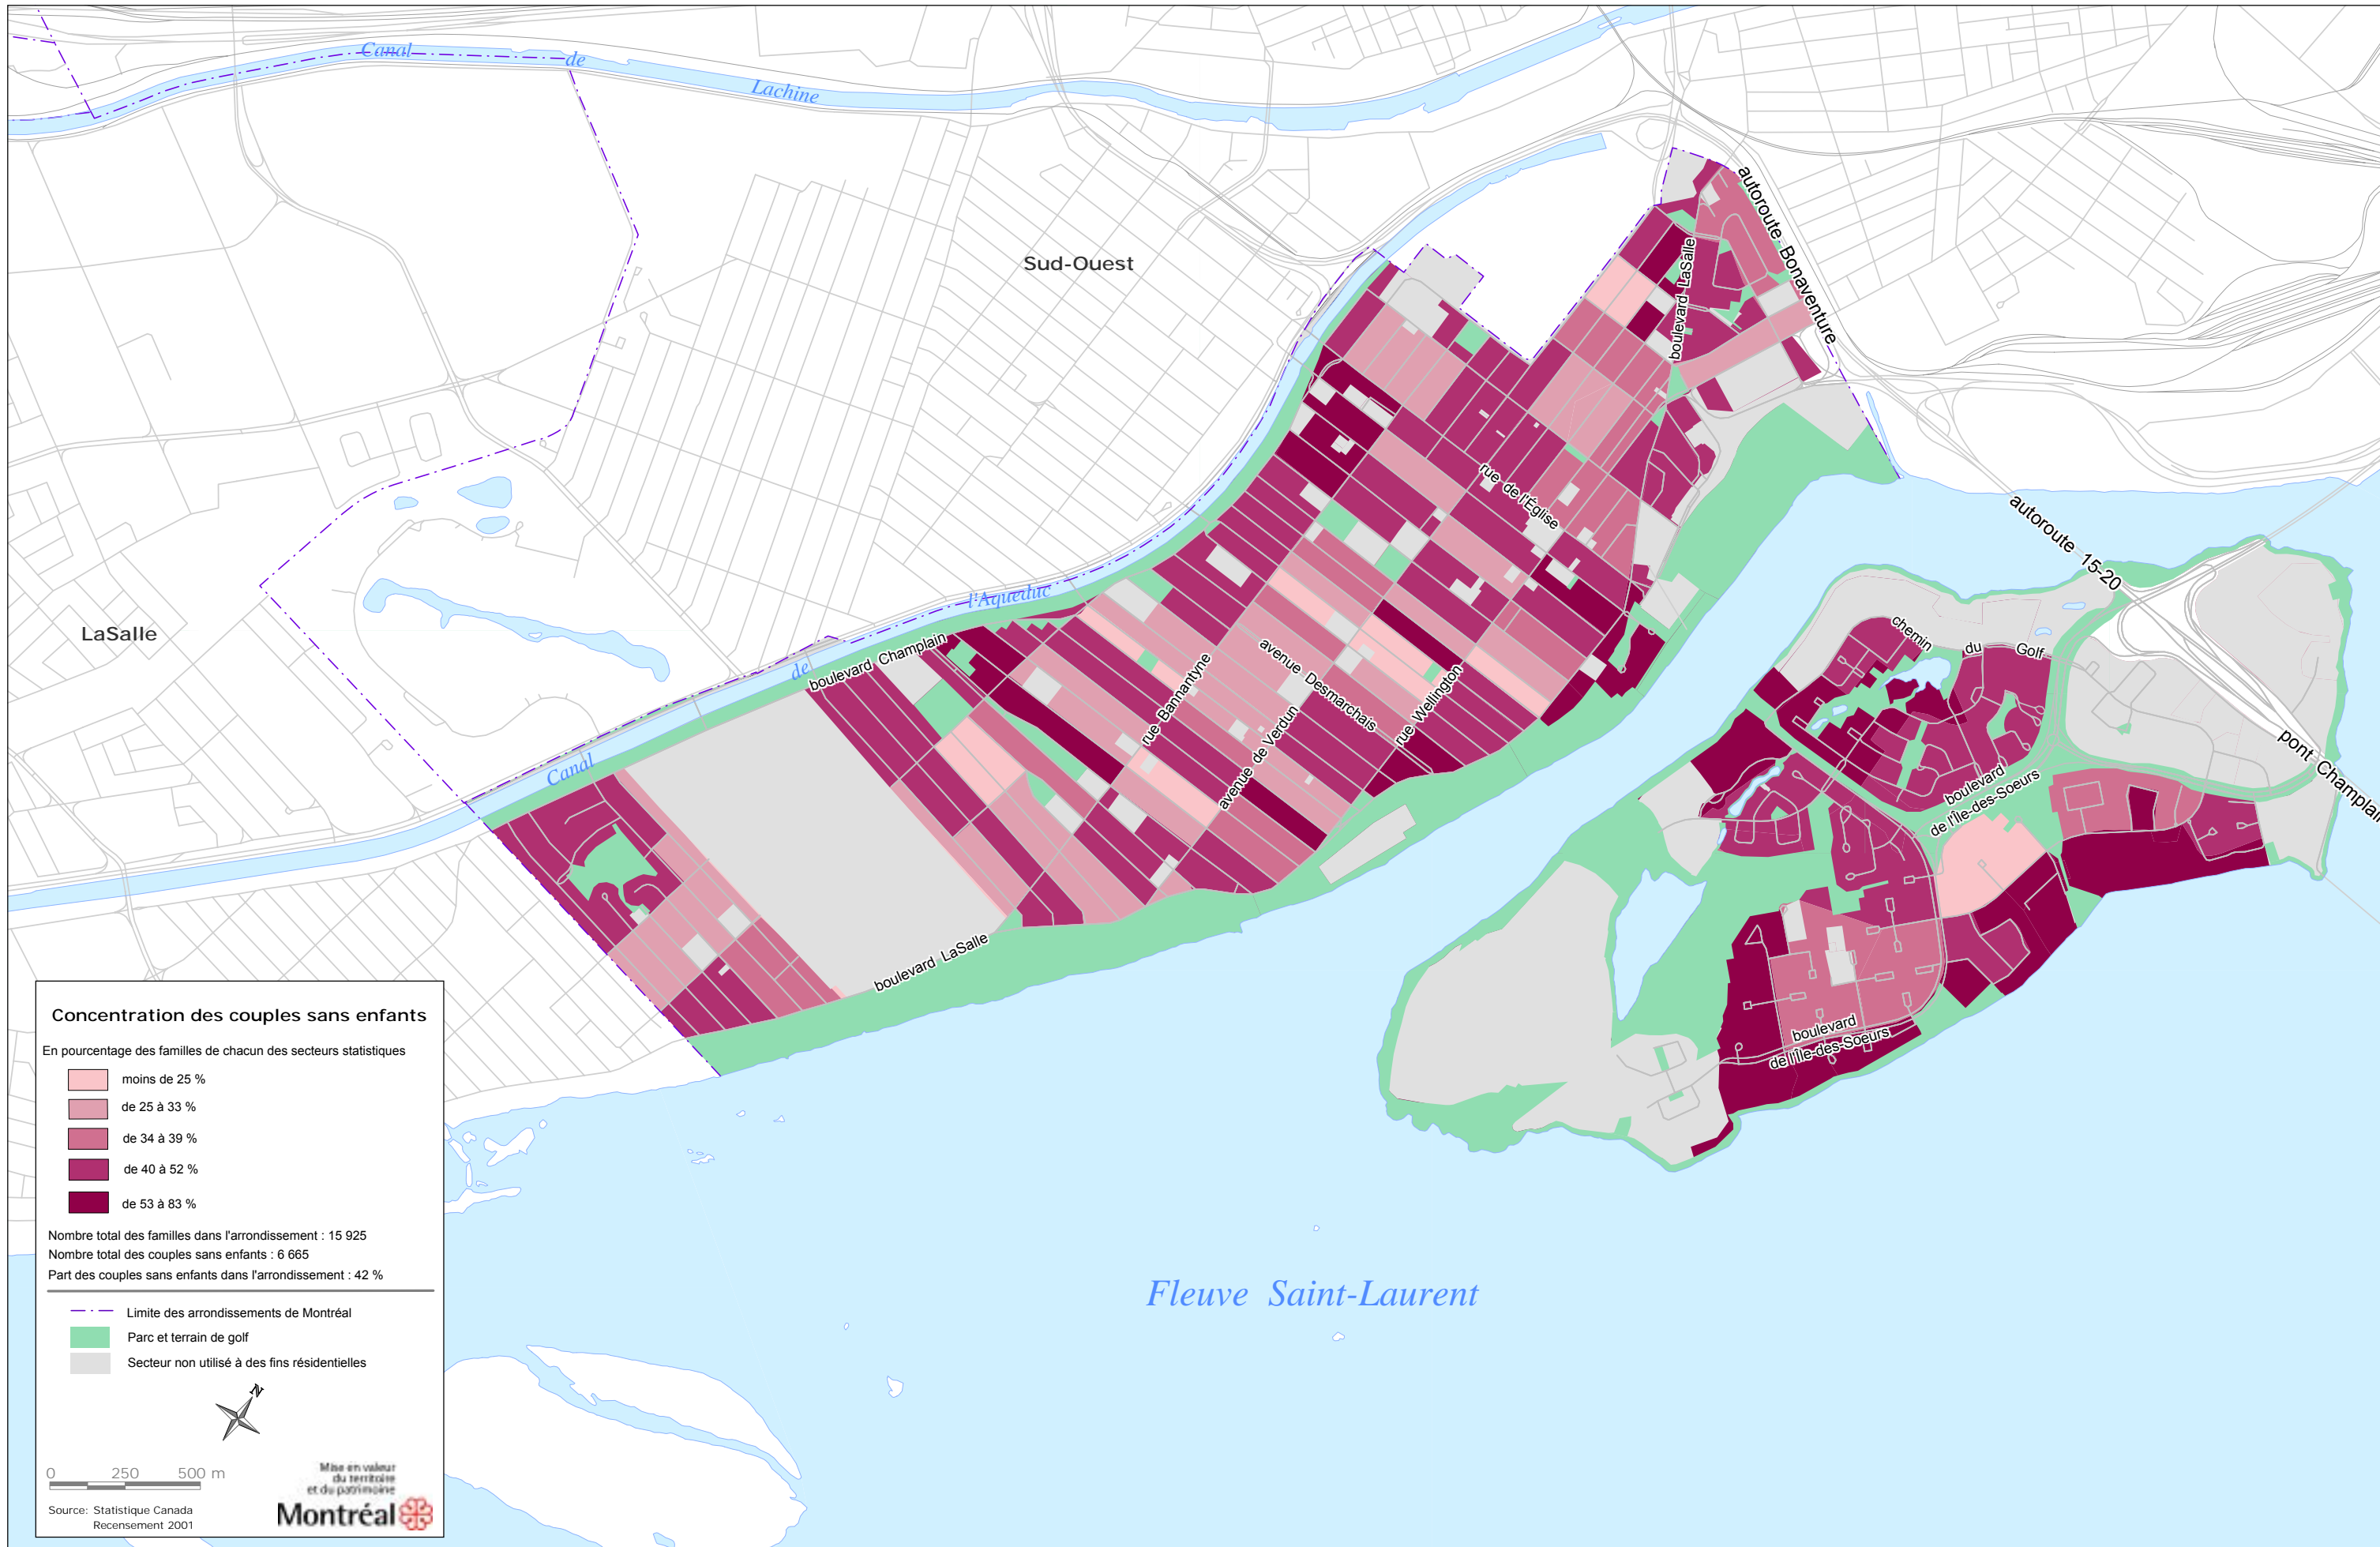 Canal
de
Lachine
Sud-Ouest
LaSalle
autoroute Bonaventure
boulevard LaSalle
rue de l'Église
autoroute 15-20
l'Aqueduc
de
Canal
boulevard Champlain
rue Bannantyne
avenue Desmarchais
avenue de Verdun
rue Wellington
chemin
du
Golf
boulevard
de l'Île-des-Soeurs
pont Champlain
boulevard LaSalle
boulevard
de l'Île-des-Soeurs
Fleuve Saint-Laurent
Concentration des couples sans enfants
En pourcentage des familles de chacun des secteurs statistiques
moins de 25 %
de 25 à 33 %
de 34 à 39 %
de 40 à 52 %
de 53 à 83 %
Nombre total des familles dans l'arrondissement : 15 925
Nombre total des couples sans enfants : 6 665
Part des couples sans enfants dans l'arrondissement : 42 %
Limite des arrondissements de Montréal
Parc et terrain de golf
Secteur non utilisé à des fins résidentielles
N
0 250 500 m
Source: Statistique Canada
Recensement 2001
Mise en valeur
du territoire
et du patrimoine
Montréal